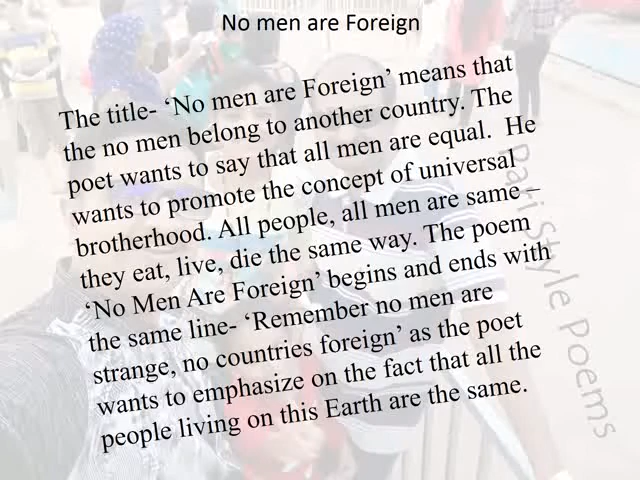 No men are Foreign
The title- ‘No men are Foreign’ means that
the no men belong to another country. The
poet wants to say that all men are equal.  He
wants to promote the concept of universal
brotherhood. All people, all men are same –
they eat, live, die the same way. The poem
‘No Men Are Foreign’ begins and ends with
the same line- ‘Remember no men are
strange, no countries foreign’ as the poet
wants to emphasize on the fact that all the
people living on this Earth are the same.
Pari Style Poems